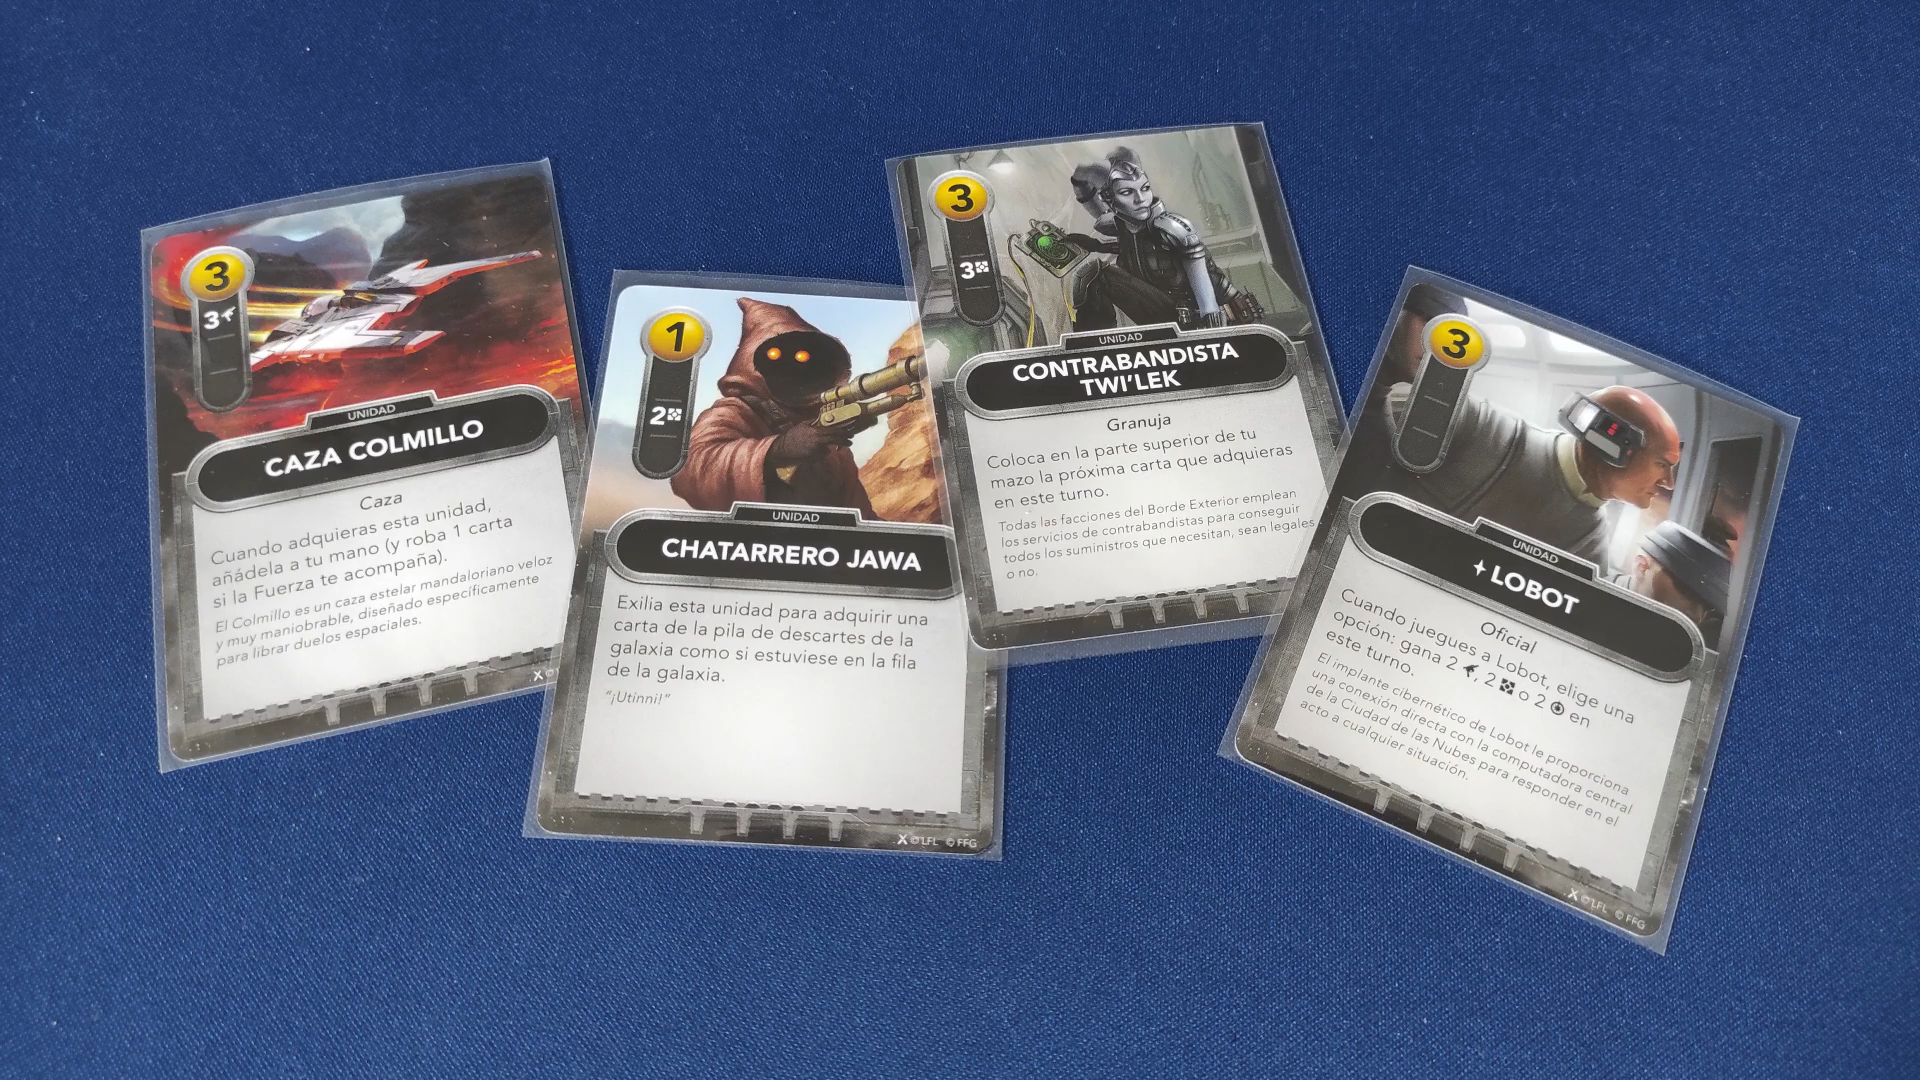 3
3
UNIDAD
CAZA COLMILLO
Caza
Cuando adquieras esta unidad,
añádela a tu mano (y roba 1 carta
si la Fuerza te acompaña).
El Colmillo es un caza estelar mandaloriano veloz
y muy maniobrable, diseñado específicamente
para librar duelos espaciales.
1
2
UNIDAD
CHATARRERO JAWA
Exilia esta unidad para adquirir una
carta de la pila de descartes de la
galaxia como si estuviese en la fila
de la galaxia.
“¡Utinni!”
© LFL © FFG
3
3
UNIDAD
CONTRABANDISTA
TWI'LEK
Granuja
Coloca en la parte superior de tu
mazo la próxima carta que adquieras
en este turno.
Todas las facciones del Borde Exterior emplean
los servicios de contrabandistas para conseguir
todos los suministros que necesitan, sean legales
o no.
3
UNIDAD
LOBOT
Oficial
Cuando juegues a Lobot, elige una
opción: gana 2 , 2 o 2 en
este turno.
El implante cibernético de Lobot le proporciona
una conexión directa con la computadora central
de la Ciudad de las Nubes para responder en el
acto a cualquier situación.
© LFL © FFG